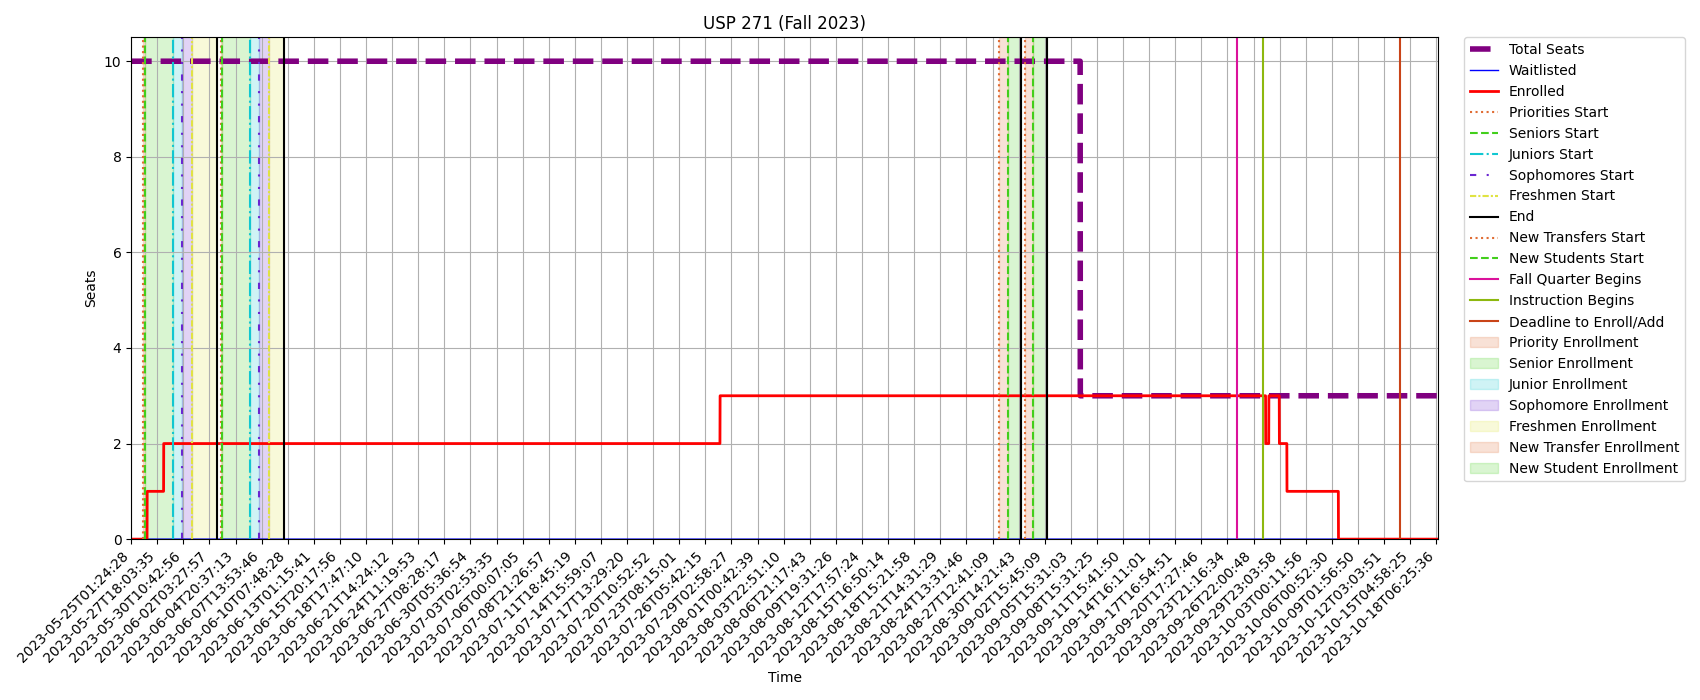 USP 271 (Fall 2023)
10
8
6
4
2
0
Seats
2023-05-25T01:24:28
2023-05-27T18:03:35
2023-05-30T10:42:56
2023-06-02T03:27:57
2023-06-04T20:37:13
2023-06-07T13:53:46
2023-06-10T07:48:28
2023-06-13T01:15:41
2023-06-15T20:17:56
2023-06-18T17:47:10
2023-06-21T14:24:12
2023-06-24T11:19:53
2023-06-27T08:28:17
2023-06-30T05:36:54
2023-07-03T02:53:35
2023-07-06T00:07:05
2023-07-08T21:26:57
2023-07-11T18:45:19
2023-07-14T15:59:07
2023-07-17T13:29:20
2023-07-20T10:52:52
2023-07-23T08:15:01
2023-07-26T05:42:15
2023-07-29T02:58:27
2023-08-01T00:42:39
2023-08-03T22:51:10
2023-08-06T21:17:43
2023-08-09T19:31:26
2023-08-12T17:57:24
2023-08-15T16:50:14
2023-08-18T15:21:58
2023-08-21T14:31:29
2023-08-24T13:31:46
2023-08-27T12:41:09
2023-08-30T14:21:43
2023-09-02T15:45:09
2023-09-05T15:31:03
2023-09-08T15:31:25
2023-09-11T15:41:50
2023-09-14T16:11:01
2023-09-17T16:54:51
2023-09-20T17:27:46
2023-09-23T21:16:34
2023-09-26T22:00:48
2023-09-29T23:03:58
2023-10-03T00:11:56
2023-10-06T00:52:30
2023-10-09T01:56:50
2023-10-12T03:03:51
2023-10-15T04:58:25
2023-10-18T06:25:36
Time
Total Seats
Waitlisted
Enrolled
Priorities Start
Seniors Start
Juniors Start
Sophomores Start
Freshmen Start
End
New Transfers Start
New Students Start
Fall Quarter Begins
Instruction Begins
Deadline to Enroll/Add
Priority Enrollment
Senior Enrollment
Junior Enrollment
Sophomore Enrollment
Freshmen Enrollment
New Transfer Enrollment
New Student Enrollment